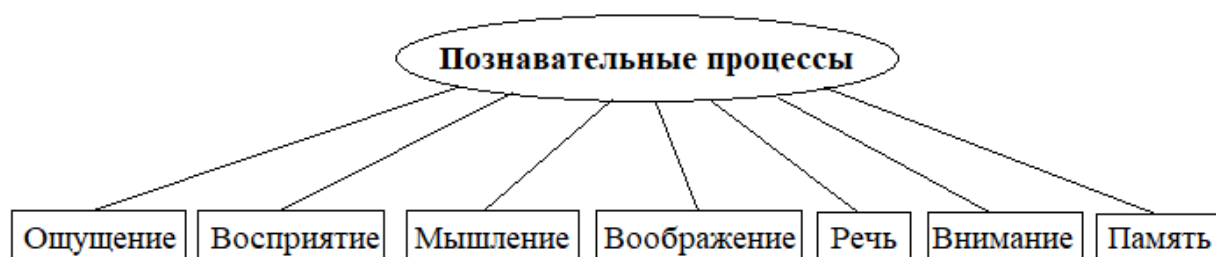 Познавательные процессы
Ощущение Восприятие Мышление Воображение Речь Внимание Память